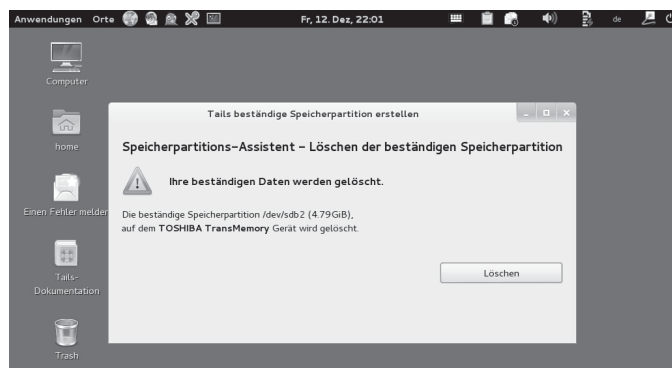 Anwendungen Orte Fr, 12. Dez, 22:01 de
Computer
home
Einen Fehler melden
Tails-
Dokumentation
Trash
Tails beständige Speicherpartition erstellen
Speicherpartitions-Assistent - Löschen der beständigen Speicherpartition
Ihre beständigen Daten werden gelöscht.
Die beständige Speicherpartition /dev/sdb2 (4.79GiB),
auf dem TOSHIBA TransMemory Gerät wird gelöscht.
Löschen